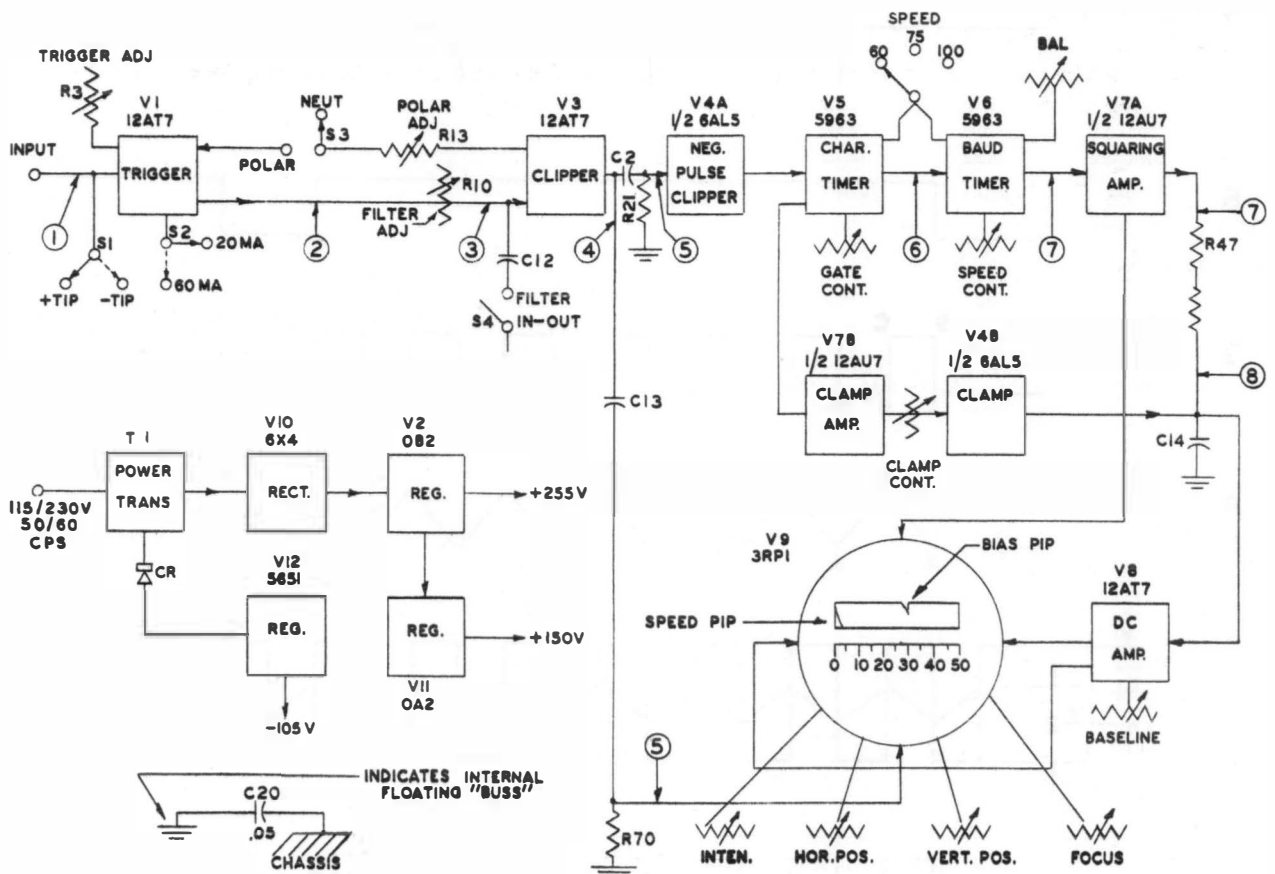 TRIGGER ADJ
R3
V1
12AT7
TRIGGER
INPUT
1
S1
+TIP
-TIP
S2
20 MA
60 MA
NEUT
S3
POLAR
POLAR
ADJ
R13
R10
FILTER
ADJ
2
3
C12
FILTER
IN-OUT
S4
V3
12AT7
CLIPPER
C2
R21
4
5
V4A
1/2 6AL5
NEG.
PULSE
CLIPPER
SPEED
60
75
100
V5
5963
CHAR.
TIMER
GATE
CONT.
6
V6
5963
BAUD
TIMER
SPEED
CONT.
BAL
7
V7A
1/2 12AU7
SQUARING
AMP.
7
R47
8
C14
V7B
1/2 12AU7
CLAMP
AMP.
CLAMP
CONT.
V4B
1/2 6AL5
CLAMP
C13
115/230V
50/60
CPS
T 1
POWER
TRANS
V10
6X4
RECT.
V2
OB2
REG.
+255V
CR
V12
5651
REG.
-105V
REG.
V11
OA2
+150V
V9
3RP1
BIAS PIP
SPEED PIP
0 10 20 30 40 50
V8
12AT7
DC
AMP.
BASELINE
5
R70
INTEN.
HOR.POS.
VERT. POS.
FOCUS
INDICATES INTERNAL
FLOATING "BUSS"
C20
.05
CHASSIS